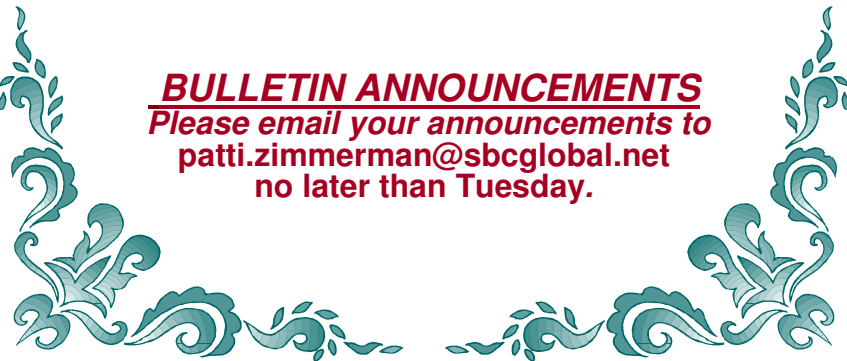 BULLETIN ANNOUNCEMENTS
Please email your announcements to
patti.zimmerman@sbcglobal.net
no later than Tuesday.